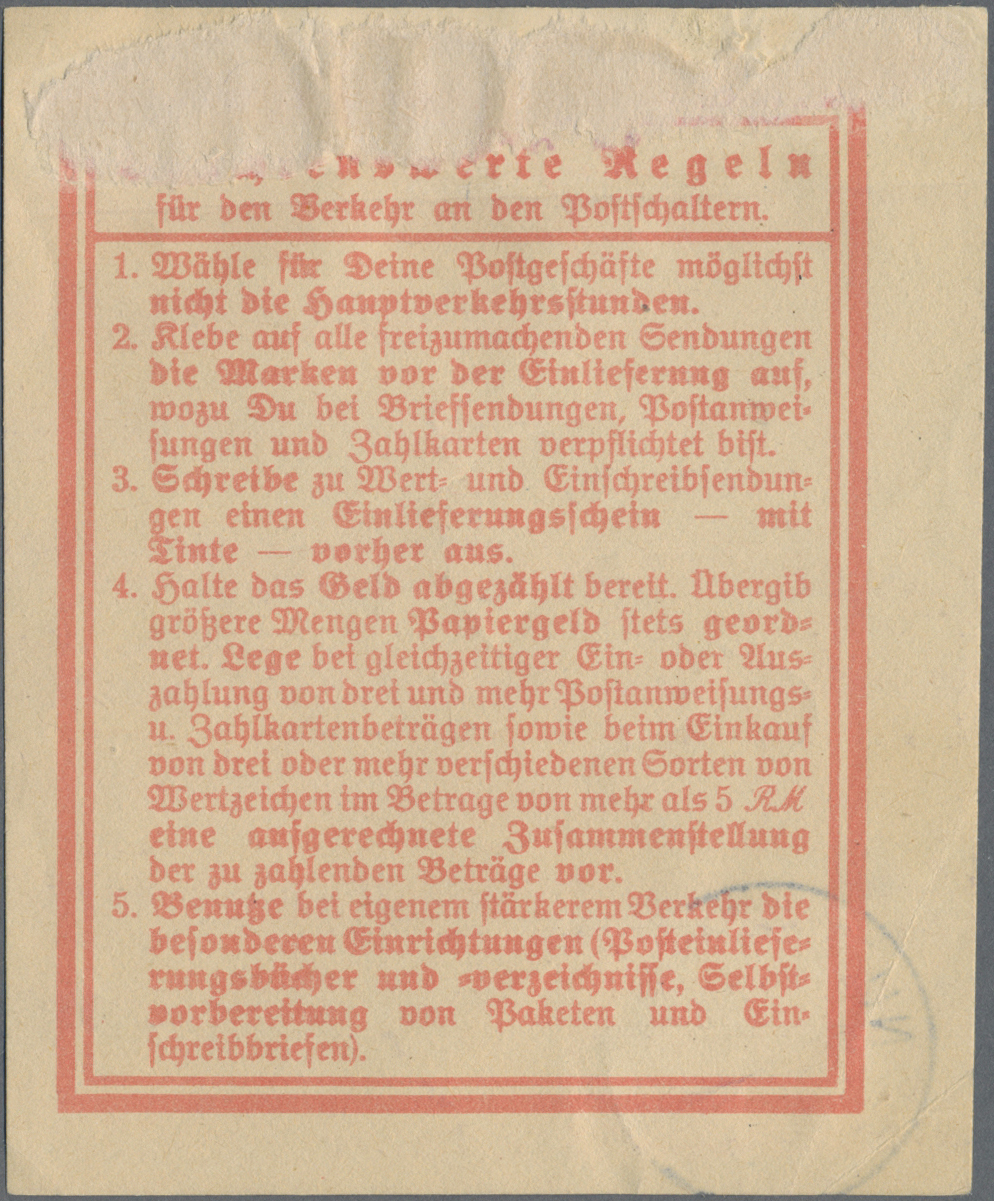 Regeln
für den Verkehr an den Postschaltern.
1. Wähle für Deine Postgeschäfte möglichst
nicht die Hauptverkehrsstunden.
2. Klebe auf alle freizumachenden Sendungen
die Marken vor der Einlieferung auf,
wozu Du bei Briefsendungen, Postanwei-
sungen und Zahlkarten verpflichtet bist.
3. Schreibe zu Wert- und Einschreibsendun-
gen einen Einlieferungsschein — mit
Tinte — vorher aus.
4. Halte das Geld abgezählt bereit. Übergib
größere Mengen Papiergeld stets geord-
net. Lege bei gleichzeitiger Ein- oder Aus-
zahlung von drei und mehr Postanweisungs-
u. Zahlkartenbeträgen sowie beim Einkauf
von drei oder mehr verschiedenen Sorten von
Wertzeichen im Betrage von mehr als 5 RM
eine aufgerechnete Zusammenstellung
der zu zahlenden Beträge vor.
5. Benutze bei eigenem stärkerem Verkehr die
besonderen Einrichtungen (Posteinliefe-
rungsbücher und -verzeichnisse, Selbst-
vorbereitung von Paketen und Ein-
schreibbriefen).